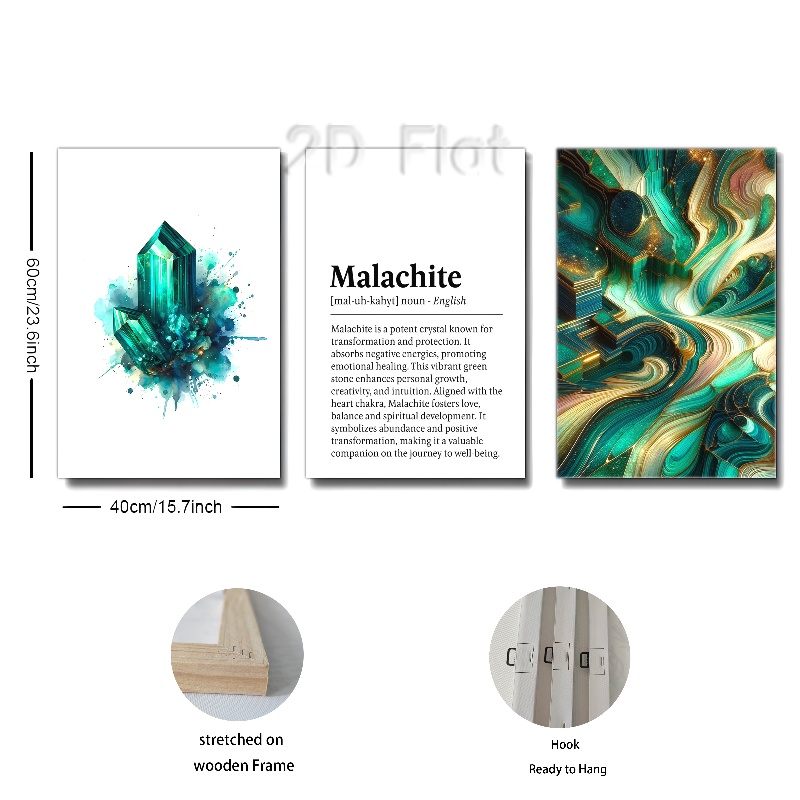 2D Flat
60cm/23.6inch
Malachite
[mal-uh-kahyt] noun - English
Malachite is a potent crystal known for
transformation and protection. It
absorbs negative energies, promoting
emotional healing. This vibrant green
stone enhances personal growth,
creativity, and intuition. Aligned with the
heart chakra, Malachite fosters love,
balance and spiritual development. It
symbolizes abundance and positive
transformation, making it a valuable
companion on the journey to well-being.
40cm/15.7inch
stretched on
wooden Frame
Hook
Ready to Hang